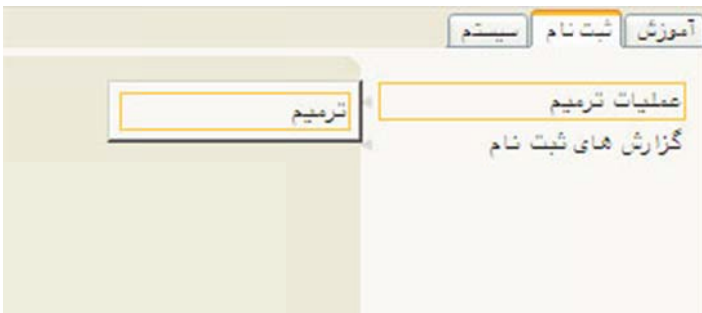 آموزش ثبت نام سیستم
عملیات ترمیم
ترمیم
گزارش های ثبت نام